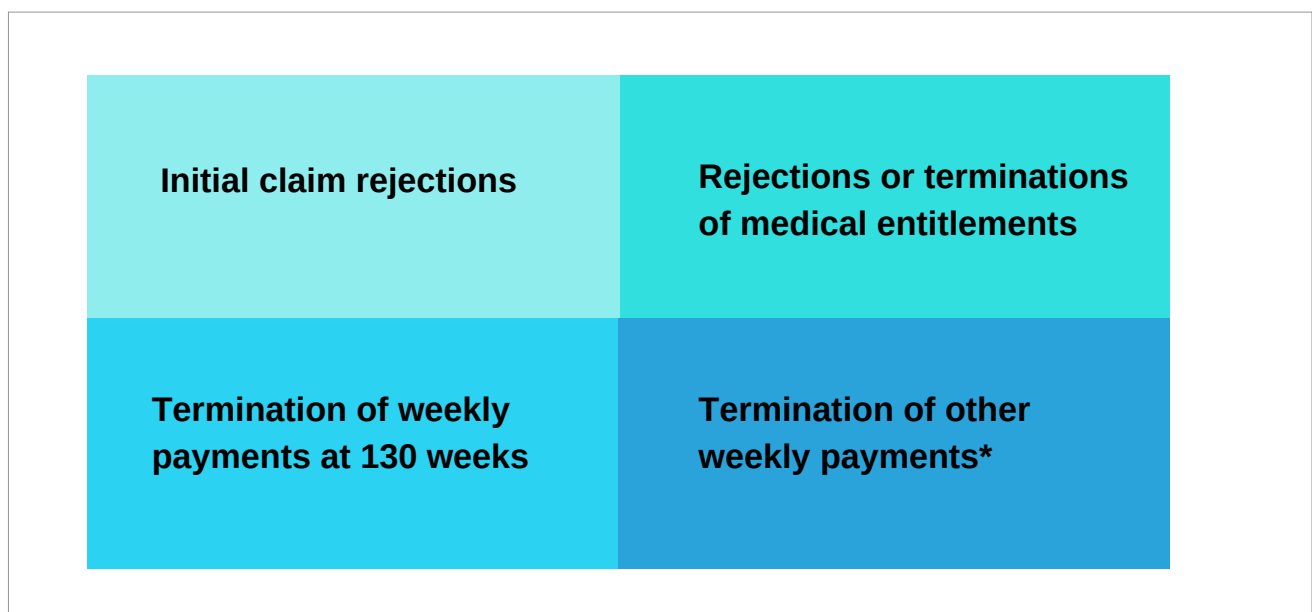 Initial claim rejections
Rejections or terminations
of medical entitlements
Termination of weekly
payments at 130 weeks
Termination of other
weekly payments*